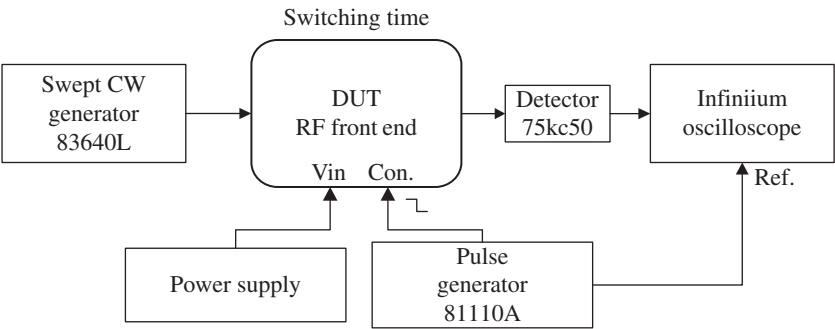 Switching time
Swept CW
generator
83640L
DUT
RF front end
Vin Con.
Detector
75kc50
Infiniium
oscilloscope
Ref.
Power supply
Pulse
generator
81110A